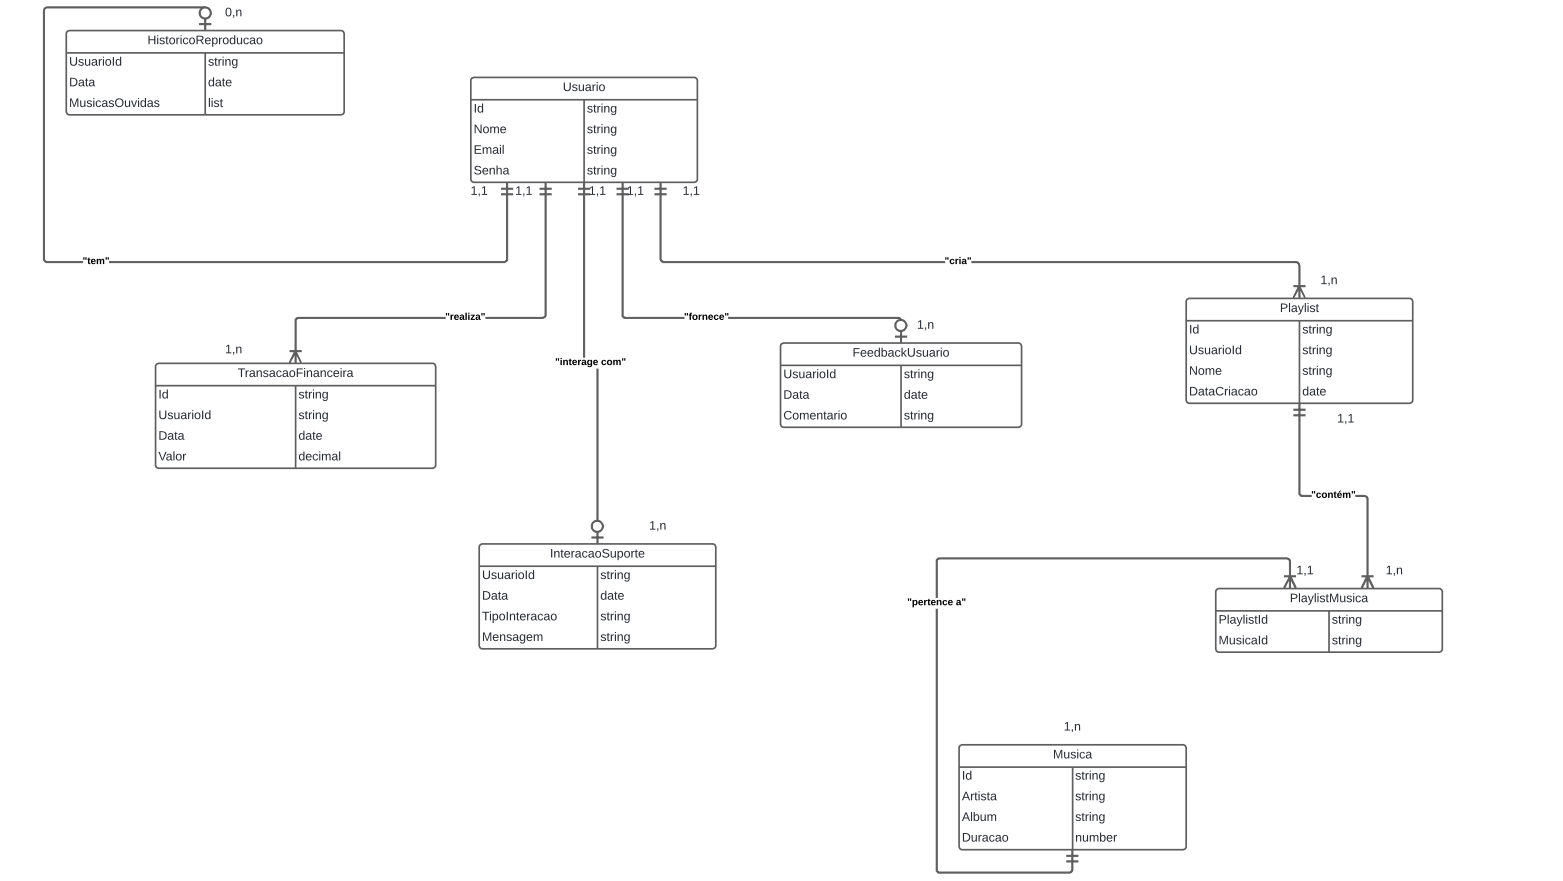 0,n
HistoricoReproducao
UsuarioId string
Data date
MusicasOuvidas list
Usuario
Id string
Nome string
Email string
Senha string
1,1 1,1 1,1 1,1 1,1
"tem"
"cria"
1,n
"realiza"
"fornece"
1,n
1,n
TransacaoFinanceira
Id string
UsuarioId string
Data date
Valor decimal
"interage com"
FeedbackUsuario
UsuarioId string
Data date
Comentario string
Playlist
Id string
UsuarioId string
Nome string
DataCriacao date
1,1
"contém"
1,n
InteracaoSuporte
UsuarioId string
Data date
TipoInteracao string
Mensagem string
1,1
1,n
"pertence a"
PlaylistMusica
PlaylistId string
MusicaId string
1,n
Musica
Id string
Artista string
Album string
Duracao number